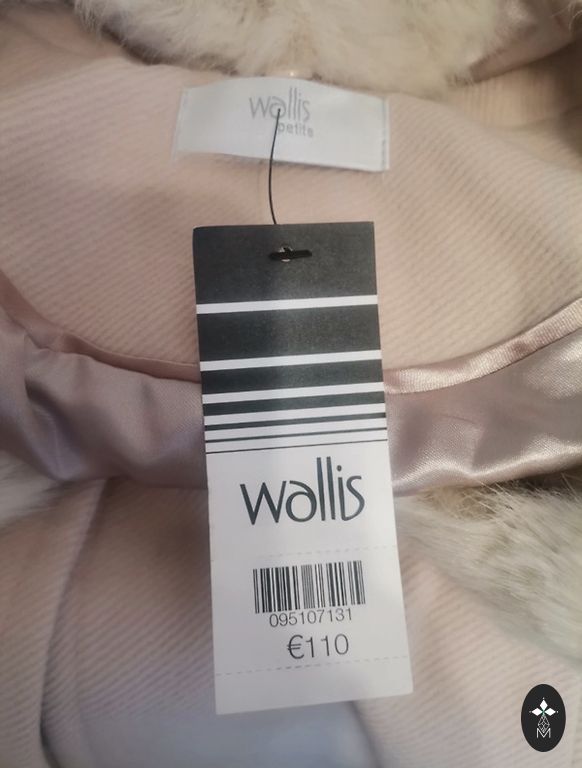 wallis
petite
wallis
095107131
€110
M